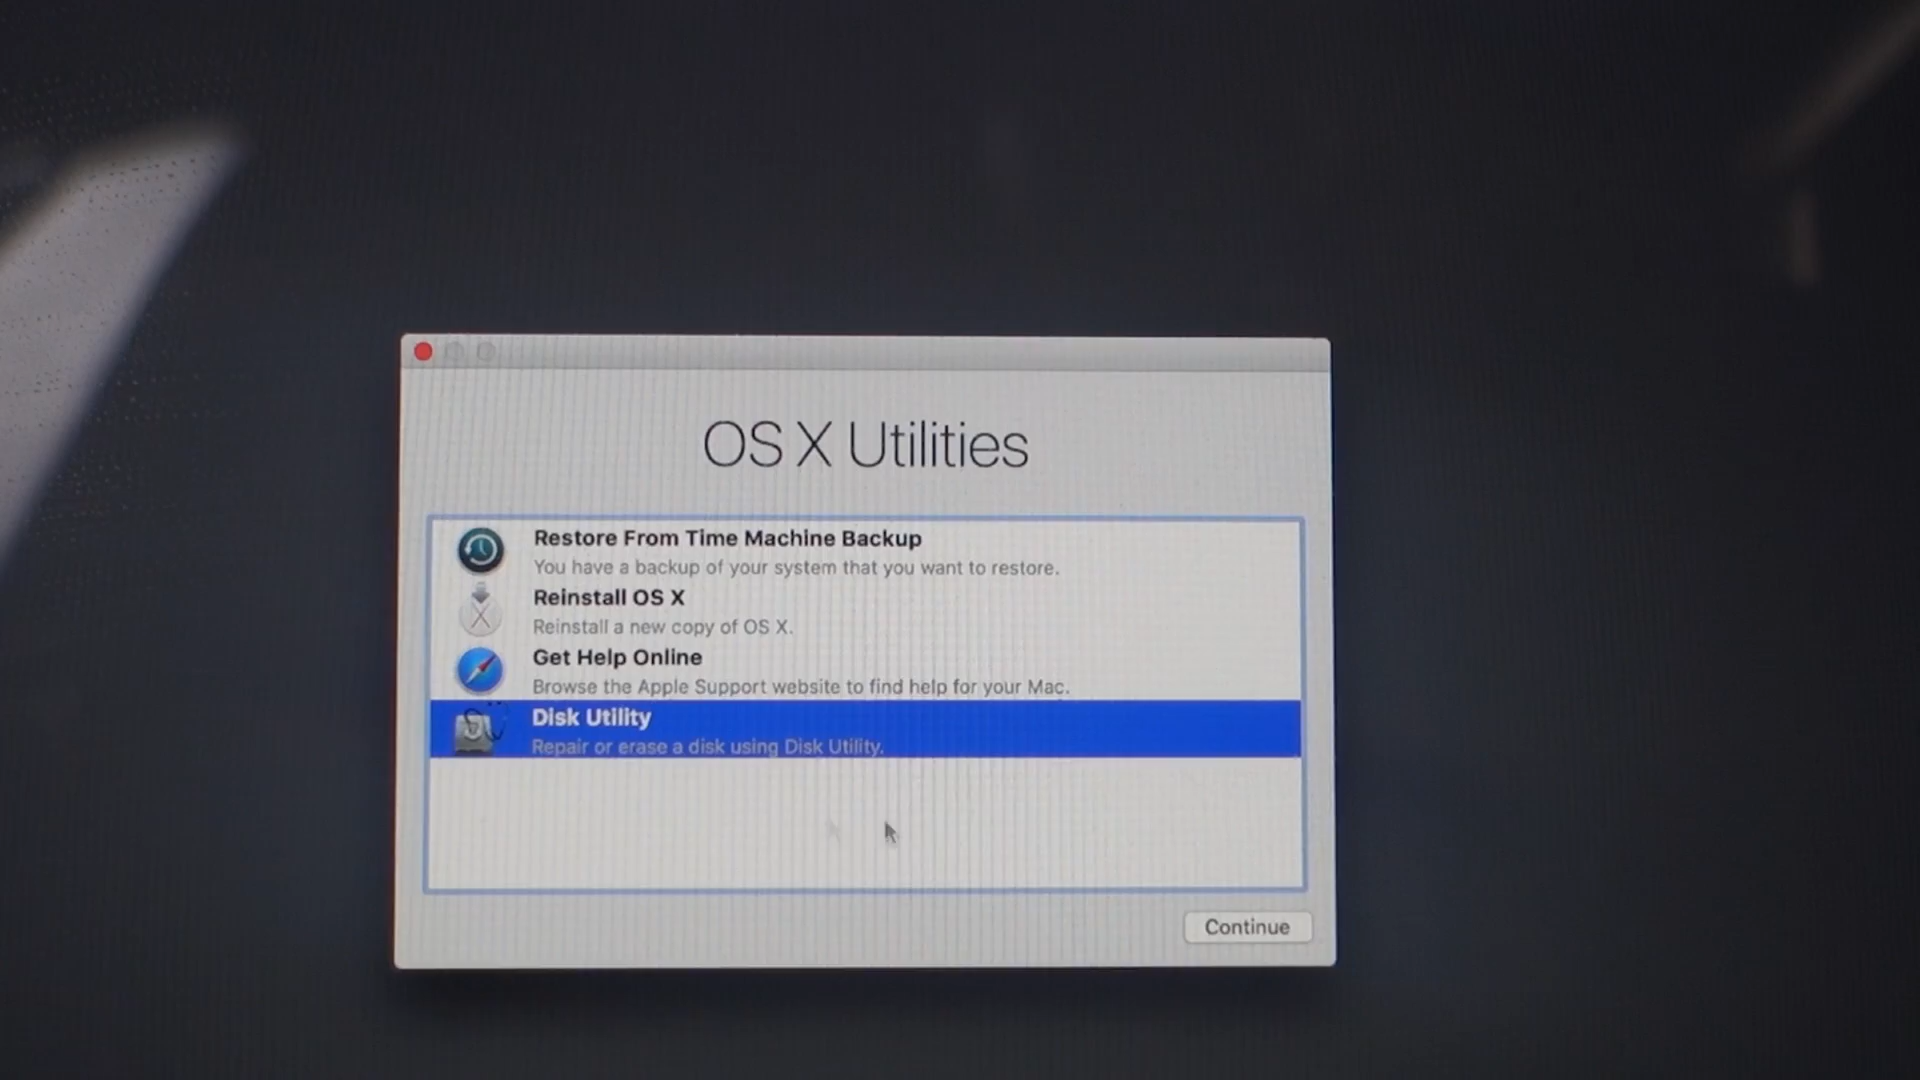 OS X Utilities
Restore From Time Machine Backup
You have a backup of your system that you want to restore.
Reinstall OS X
Reinstall a new copy of OS X.
Get Help Online
Browse the Apple Support website to find help for your Mac.
Disk Utility
Repair or erase a disk using Disk Utility.
Continue